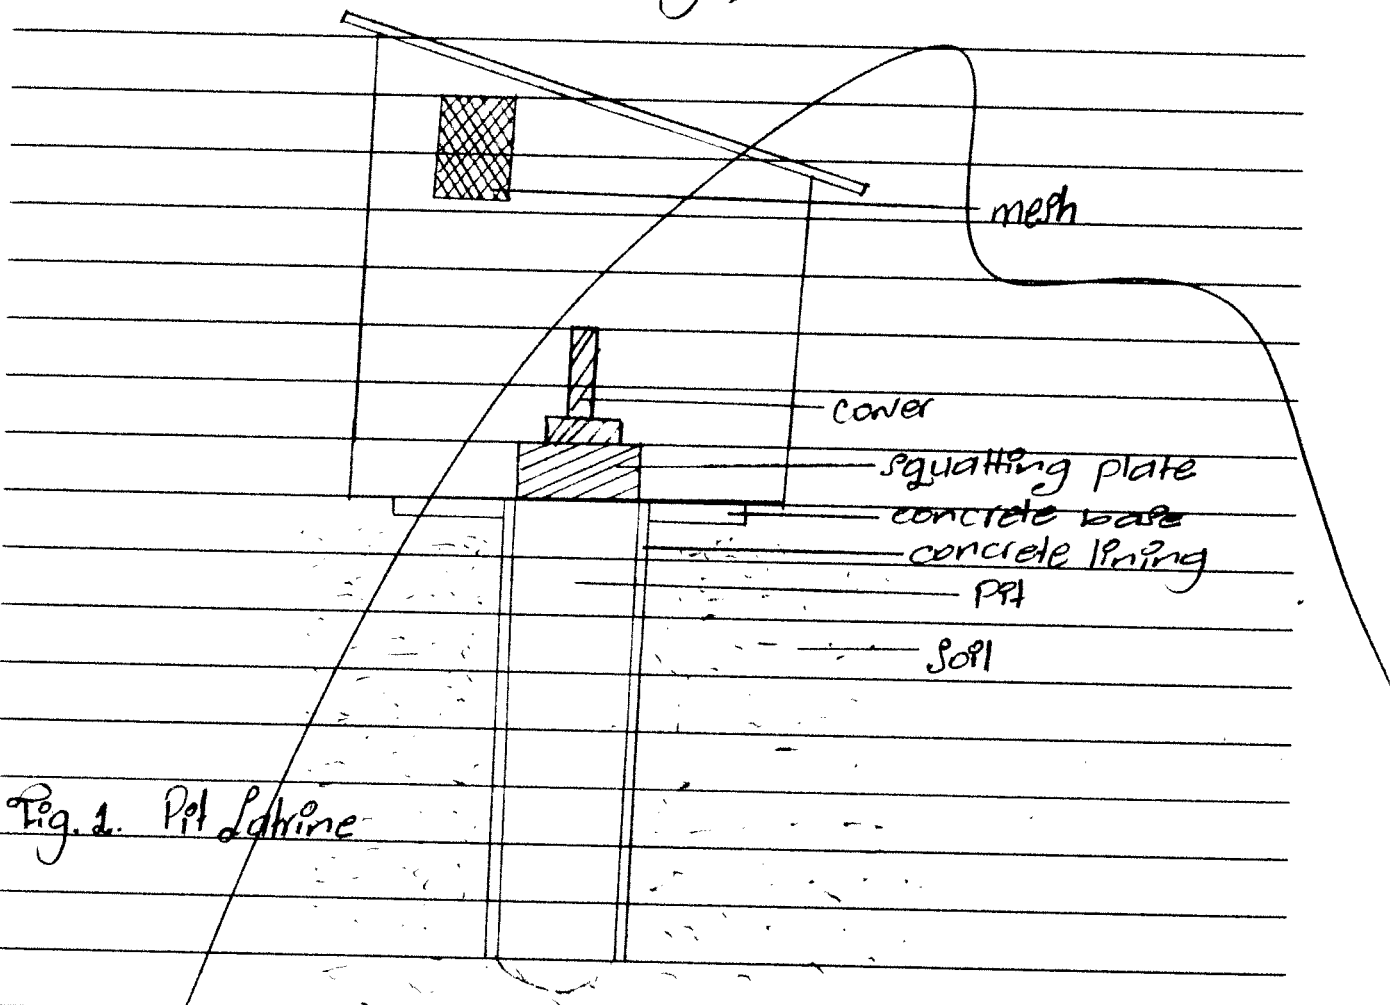 mesh
cover
squatting plate
concrete base
concrete lining
Pit
Soil
Fig. 1. Pit Latrine